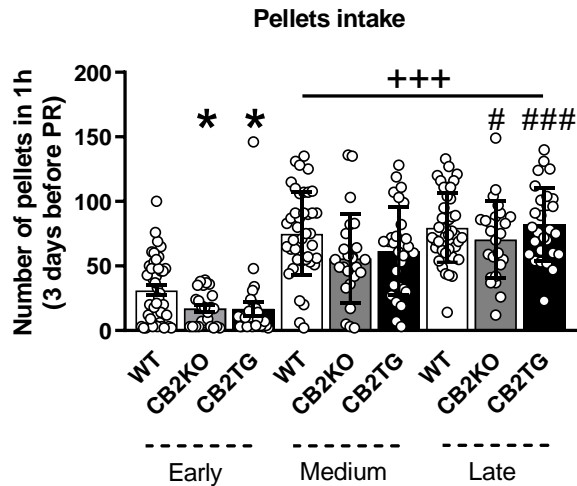 Pellets intake
Number of pellets in 1h
(3 days before PR)
200
150
100
50
0
* *
+++
# ###
WT CB2KO CB2TG WT CB2KO CB2TG WT CB2KO CB2TG
Early Medium Late